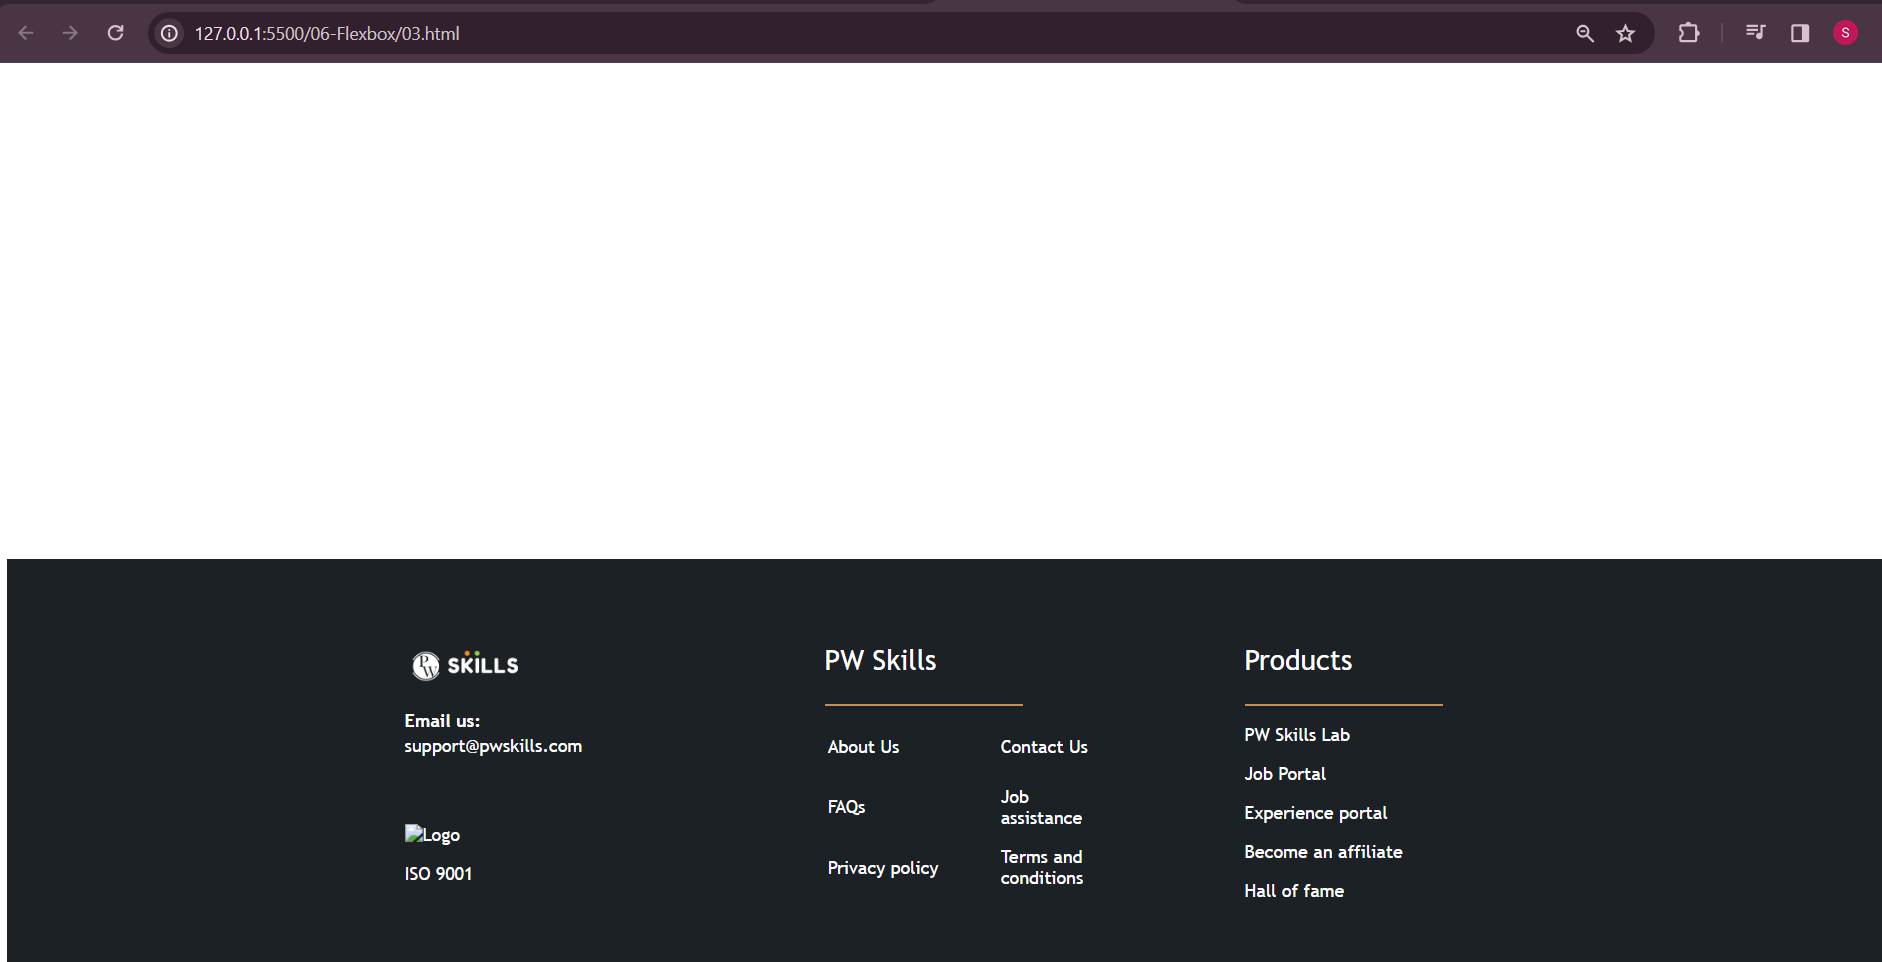 127.0.0.1:5500/06-Flexbox/03.html
S
PW SKILLS
Email us:
support@pwskills.com
Logo
ISO 9001
PW Skills
About Us
Contact Us
FAQs
Job
assistance
Privacy policy
Terms and
conditions
Products
PW Skills Lab
Job Portal
Experience portal
Become an affiliate
Hall of fame